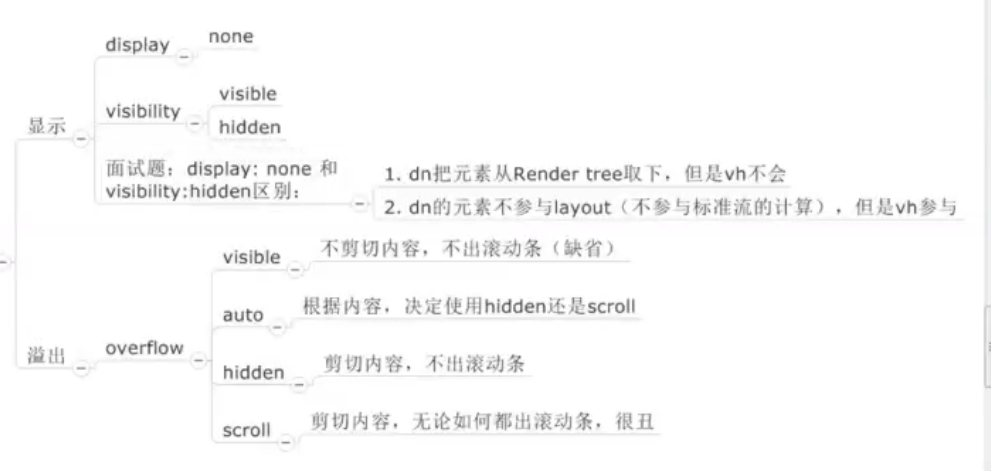 显示
display
none
visibility
visible
hidden
面试题：display: none 和
visibility:hidden区别：
1. dn把元素从Render tree取下，但是vh不会
2. dn的元素不参与layout（不参与标准流的计算），但是vh参与
溢出
overflow
visible
不剪切内容，不出滚动条（缺省）
auto
根据内容，决定使用hidden还是scroll
hidden
剪切内容，不出滚动条
scroll
剪切内容，无论如何都出滚动条，很丑